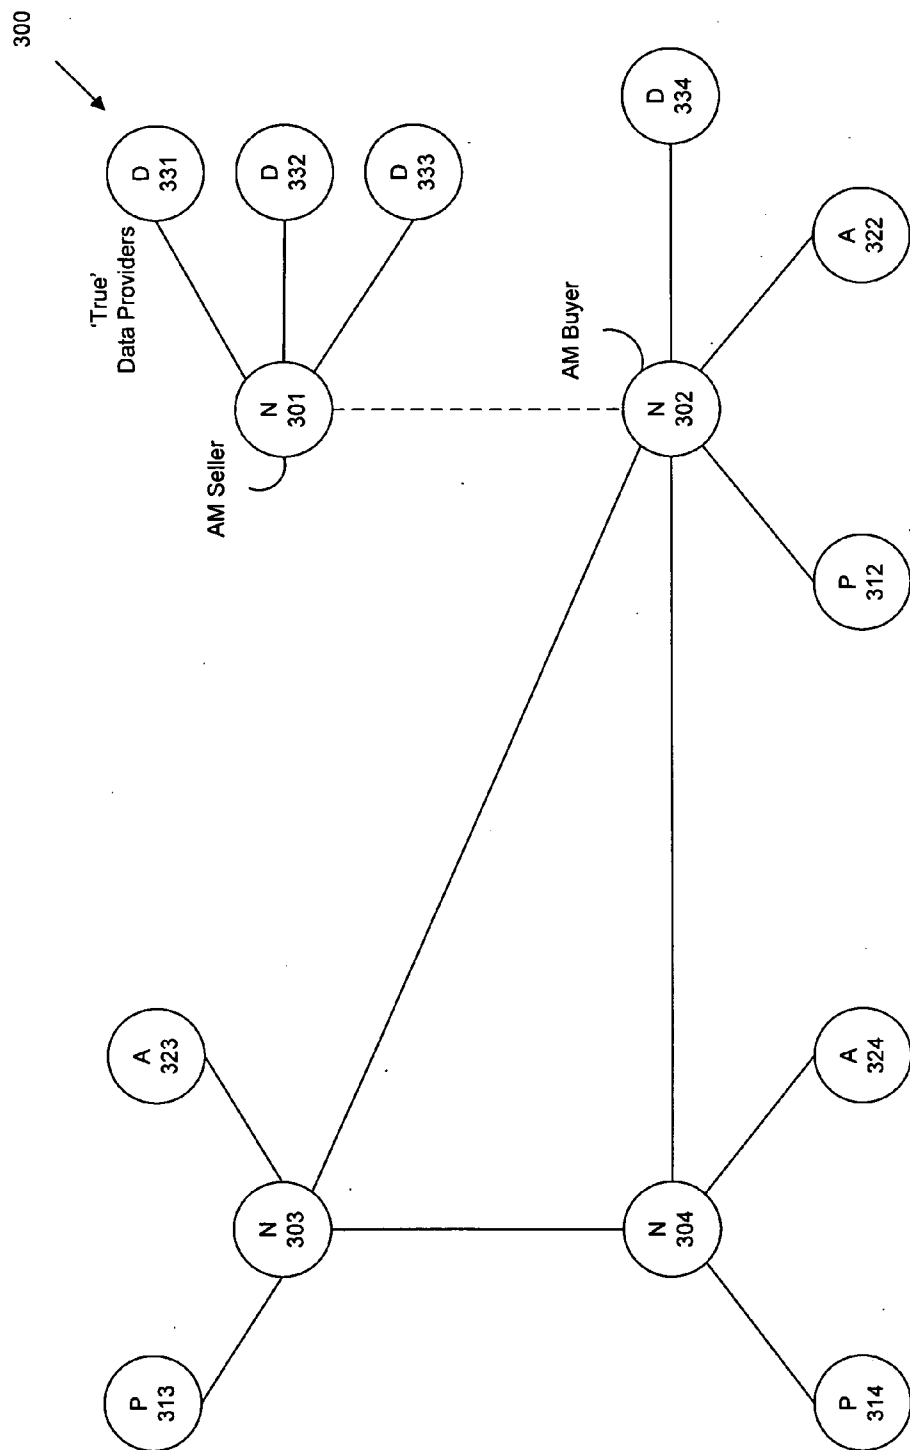 300
'True'
Data Providers
D
331
D
332
D
333
AM Seller
N
301
AM Buyer
N
302
D
334
A
322
P
312
A
323
N
303
P
313
A
324
N
304
P
314